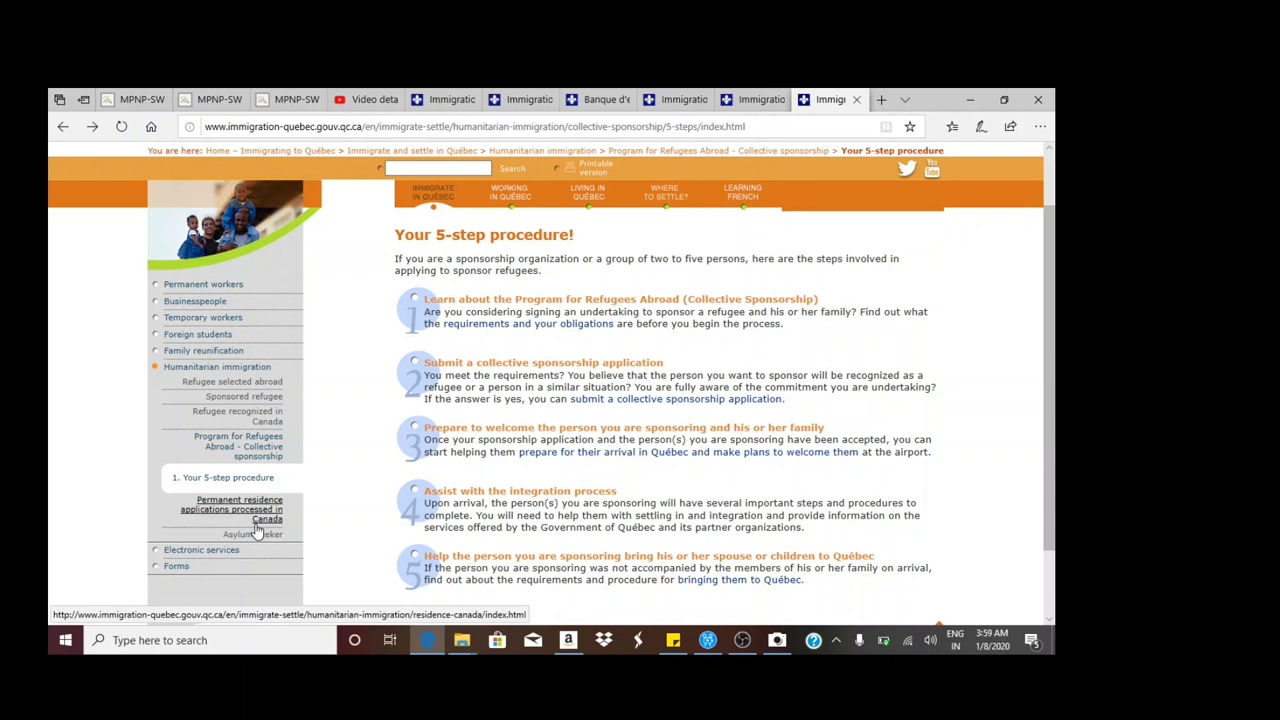 MPNP-SW
MPNP-SW
MPNP-SW
Video deta
Immigratic
Immigratic
Banque d'e
Immigratic
Immigratio
Immig
www.immigration-quebec.gouv.qc.ca/en/immigrate-settle/humanitarian-immigration/collective-sponsorship/5-steps/index.html
You are here: Home – Immigrating to Québec > Immigrate and settle in Québec > Humanitarian immigration > Program for Refugees Abroad - Collective sponsorship > Your 5-step procedure
Search
Printable
version
You
Tube
IMMIGRATE
IN QUÉBEC
WORKING
IN QUÉBEC
LIVING IN
QUÉBEC
WHERE
TO SETTLE?
LEARNING
FRENCH
Permanent workers
Businesspeople
Temporary workers
Foreign students
Family reunification
Humanitarian immigration
Refugee selected abroad
Sponsored refugee
Refugee recognized in
Canada
Program for Refugees
Abroad - Collective
sponsorship
1. Your 5-step procedure
Permanent residence
applications processed in
Canada
Electronic services
Forms
Your 5-step procedure!
If you are a sponsorship organization or a group of two to five persons, here are the steps involved in
applying to sponsor refugees.
1
Learn about the Program for Refugees Abroad (Collective Sponsorship)
Are you considering signing an undertaking to sponsor a refugee and his or her family? Find out what
the requirements and your obligations are before you begin the process.
2
Submit a collective sponsorship application
You meet the requirements? You believe that the person you want to sponsor will be recognized as a
refugee or a person in a similar situation? You are fully aware of the commitment you are undertaking?
If the answer is yes, you can submit a collective sponsorship application.
3
Prepare to welcome the person you are sponsoring and his or her family
Once your sponsorship application and the person(s) you are sponsoring have been accepted, you can
start helping them prepare for their arrival in Québec and make plans to welcome them at the airport.
4
Assist with the integration process
Upon arrival, the person(s) you are sponsoring will have several important steps and procedures to
complete. You will need to help them with settling in and integration and provide information on the
services offered by the Government of Québec and its partner organizations.
5
Help the person you are sponsoring bring his or her spouse or children to Québec
If the person you are sponsoring was not accompanied by the members of his or her family on arrival,
find out about the requirements and procedure for bringing them to Québec.
http://www.immigration-quebec.gouv.qc.ca/en/immigrate-settle/humanitarian-immigration/residence-canada/index.html
Type here to search
ENG
IN
3:59 AM
1/8/2020
5